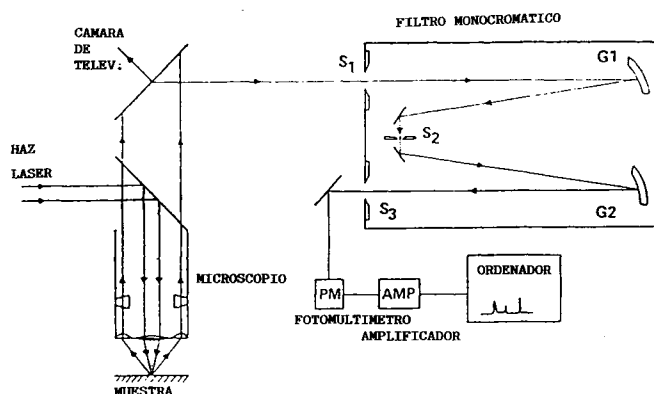 FILTRO MONOCROMATICO
CAMARA
DE
TELEV:
S1
G1
S2
HAZ
LASER
S3
G2
MICROSCOPIO
ORDENADOR
PM
AMP
FOTOMULTIMETRO
AMPLIFICADOR
MUESTRA